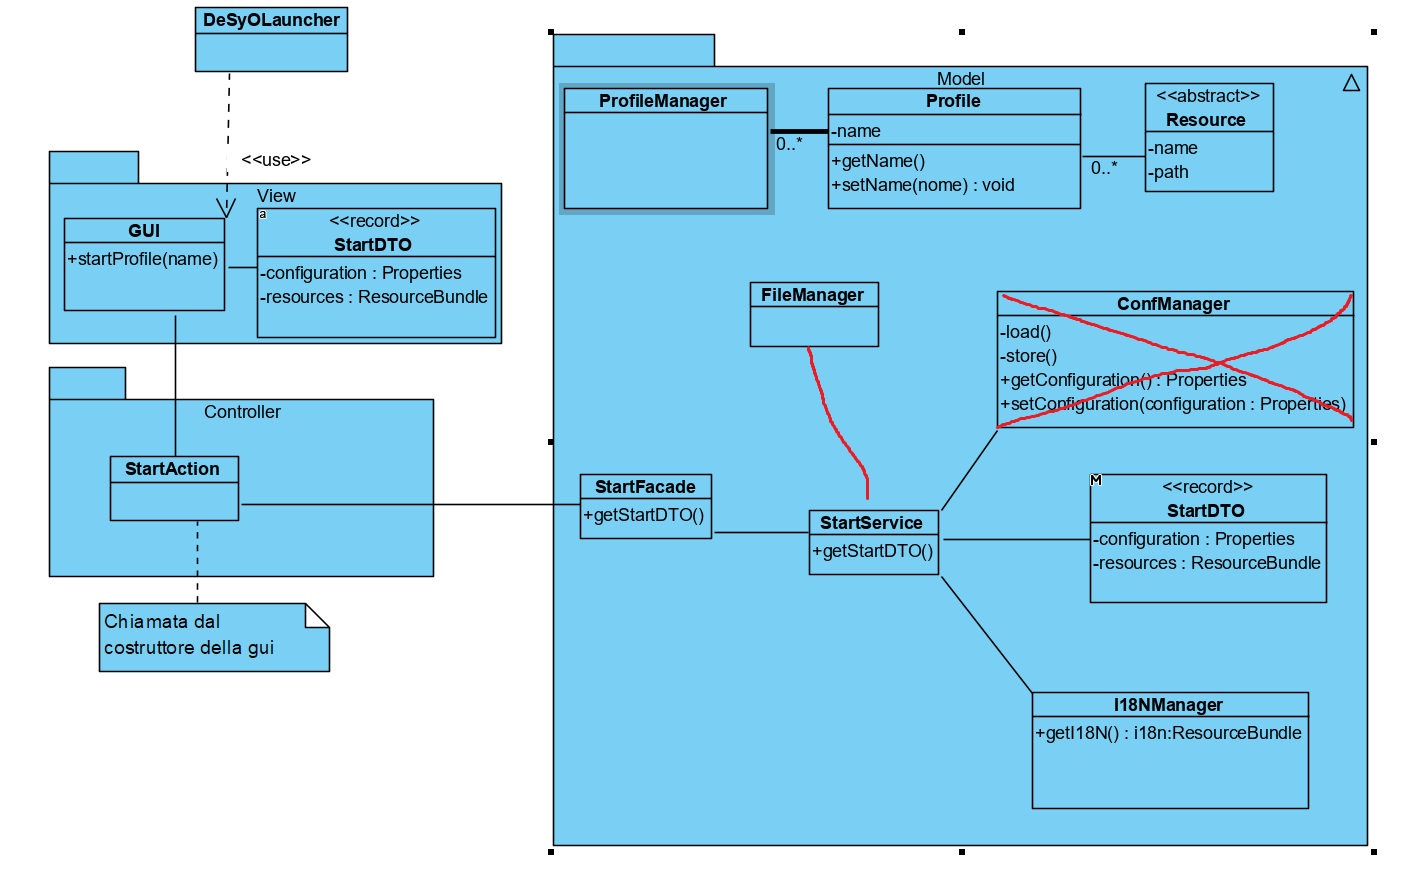 DeSyOLauncher
<<use>>
View
GUI
+startProfile(name)
a
<<record>>
StartDTO
-configuration : Properties
-resources : ResourceBundle
Controller
StartAction
Chiamata dal
costruttore della gui
Model
ProfileManager
0..*
Profile
-name
+getName()
+setName(nome) : void
0..*
<<abstract>>
Resource
-name
-path
FileManager
ConfManager
-load()
-store()
+getConfiguration() : Properties
+setConfiguration(configuration : Properties)
StartFacade
+getStartDTO()
StartService
+getStartDTO()
M
<<record>>
StartDTO
-configuration : Properties
-resources : ResourceBundle
I18NManager
+getI18N() : i18n:ResourceBundle